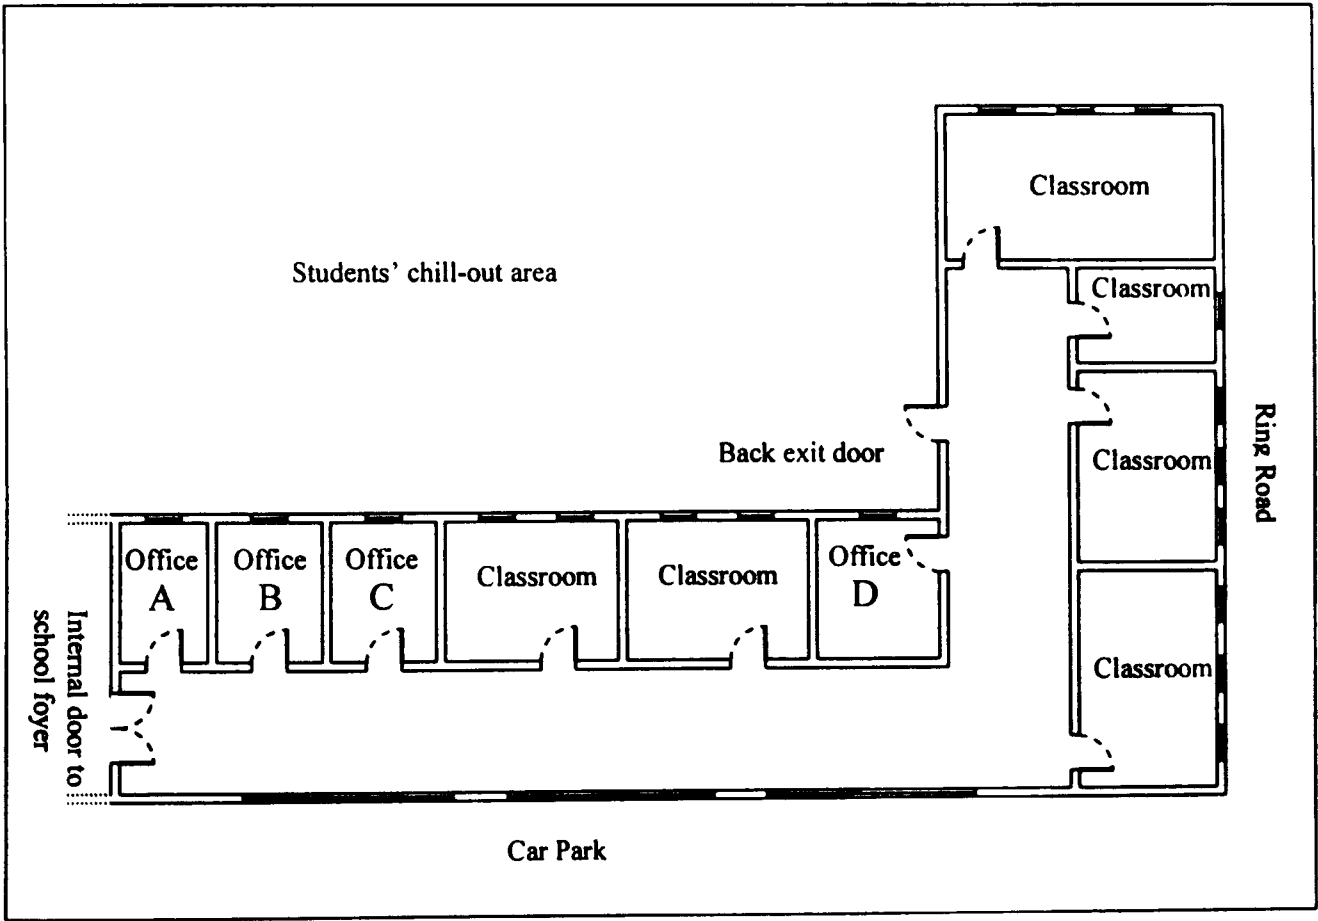 Classroom
Students' chill-out area
Classroom
Back exit door
Classroom
Ring Road
Office
A
Office
B
Office
C
Classroom
Classroom
Office
D
Classroom
Internal door to
school foyer
Car Park